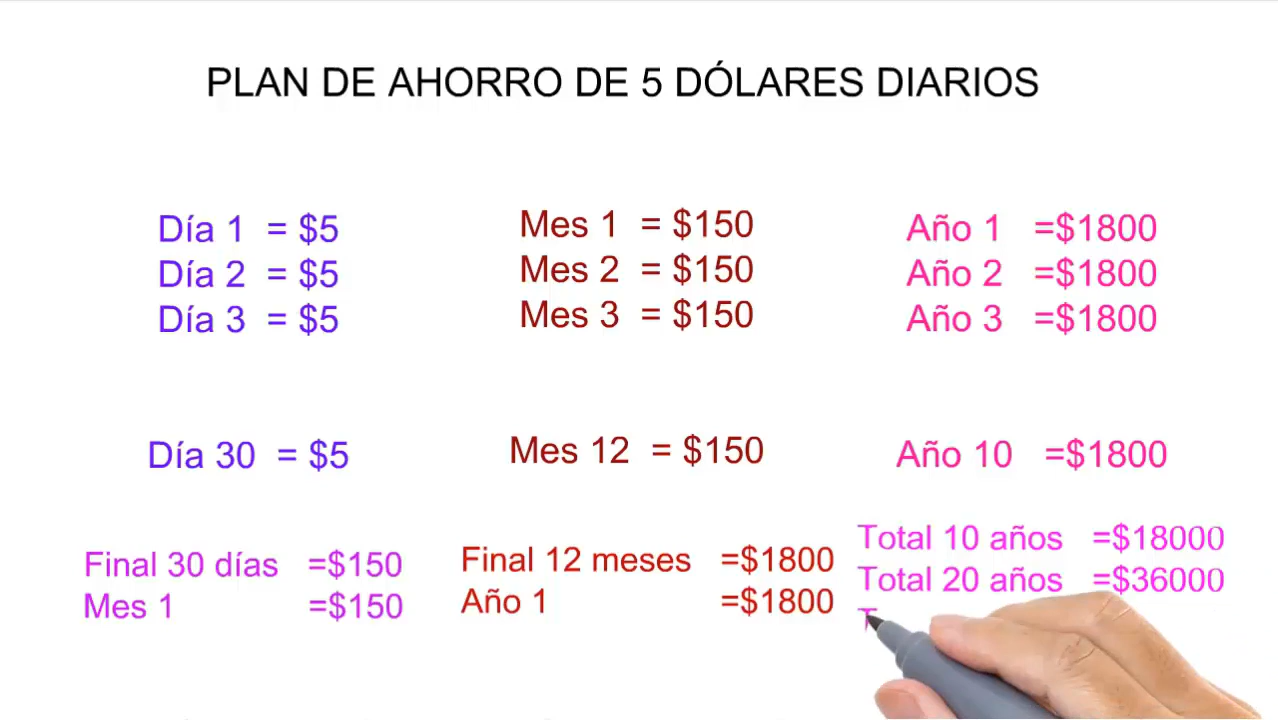 PLAN DE AHORRO DE 5 DÓLARES DIARIOS
Día 1 = $5
Día 2 = $5
Día 3 = $5
Día 30 = $5
Final 30 días =$150
Mes 1 =$150
Mes 1 = $150
Mes 2 = $150
Mes 3 = $150
Mes 12 = $150
Final 12 meses =$1800
Año 1 =$1800
Año 1 =$1800
Año 2 =$1800
Año 3 =$1800
Año 10 =$1800
Total 10 años =$18000
Total 20 años =$36000